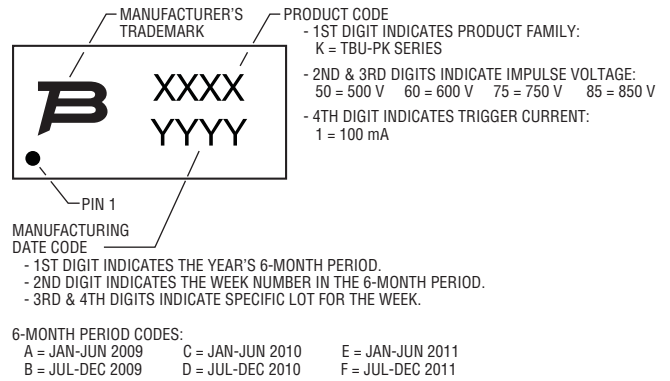 MANUFACTURER'S
TRADEMARK
PRODUCT CODE
- 1ST DIGIT INDICATES PRODUCT FAMILY:
K = TBU-PK SERIES
- 2ND & 3RD DIGITS INDICATE IMPULSE VOLTAGE:
50 = 500 V 60 = 600 V 75 = 750 V 85 = 850 V
- 4TH DIGIT INDICATES TRIGGER CURRENT:
1 = 100 mA
B
XXXX
YYYY
PIN 1
MANUFACTURING
DATE CODE
- 1ST DIGIT INDICATES THE YEAR'S 6-MONTH PERIOD.
- 2ND DIGIT INDICATES THE WEEK NUMBER IN THE 6-MONTH PERIOD.
- 3RD & 4TH DIGITS INDICATE SPECIFIC LOT FOR THE WEEK.
6-MONTH PERIOD CODES:
A = JAN-JUN 2009 C = JAN-JUN 2010 E = JAN-JUN 2011
B = JUL-DEC 2009 D = JUL-DEC 2010 F = JUL-DEC 2011